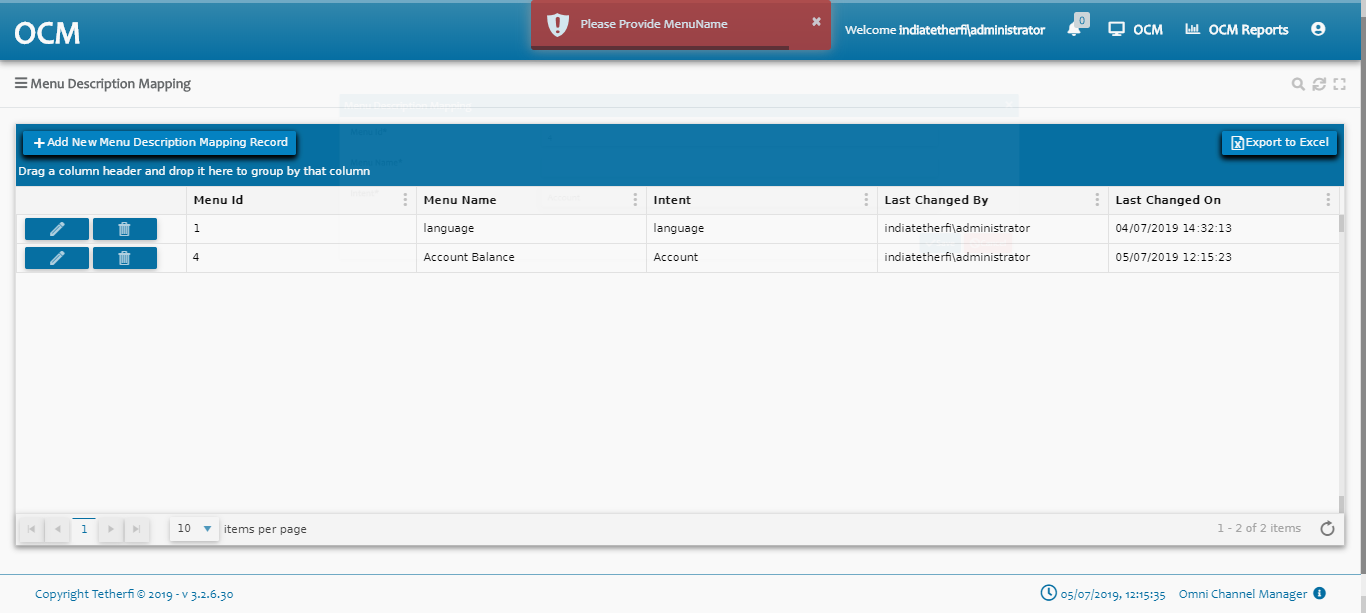 OCM
Please Provide MenuName
Welcome indiatetherfi\administrator
0
OCM
OCM Reports
Menu Description Mapping
Add New Menu Description Mapping Record
Export to Excel
Drag a column header and drop it here to group by that column
Menu Id Menu Name Intent Last Changed By Last Changed On
1 language language indiatetherfi\administrator 04/07/2019 14:32:13
4 Account Balance Account indiatetherfi\administrator 05/07/2019 12:15:23
1 10 items per page 1 - 2 of 2 items
Copyright Tetherfi © 2019 - v 3.2.6.30 05/07/2019, 12:15:35 Omni Channel Manager